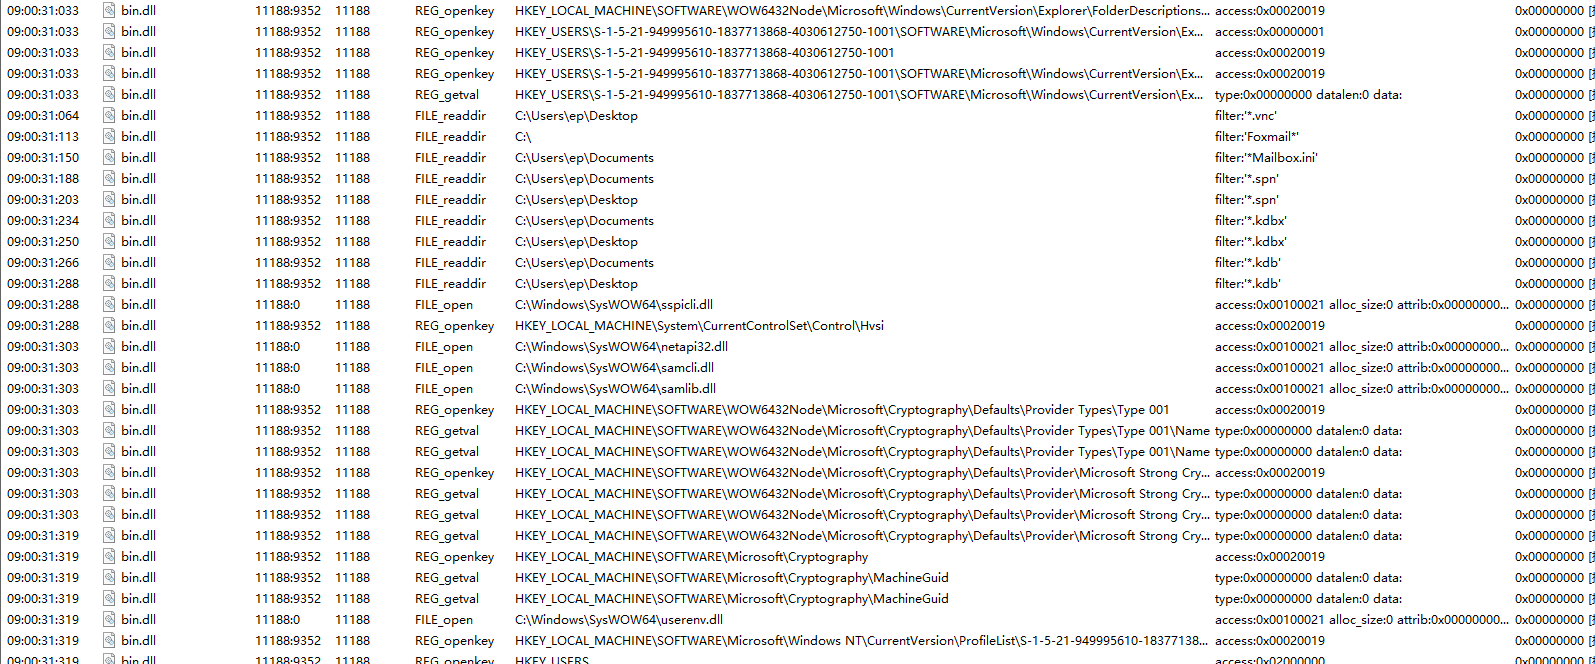 09:00:31:033 bin.dll 11188:9352 11188 REG_openkey HKEY_LOCAL_MACHINE\SOFTWARE\WOW6432Node\Microsoft\Windows\CurrentVersion\Explorer\FolderDescriptions... access:0x00020019 0x00000000 [
09:00:31:033 bin.dll 11188:9352 11188 REG_openkey HKEY_USERS\S-1-5-21-949995610-1837713868-4030612750-1001\SOFTWARE\Microsoft\Windows\CurrentVersion\Ex... access:0x00000001 0x00000000 [
09:00:31:033 bin.dll 11188:9352 11188 REG_openkey HKEY_USERS\S-1-5-21-949995610-1837713868-4030612750-1001 access:0x00020019 0x00000000 [
09:00:31:033 bin.dll 11188:9352 11188 REG_openkey HKEY_USERS\S-1-5-21-949995610-1837713868-4030612750-1001\SOFTWARE\Microsoft\Windows\CurrentVersion\Ex... access:0x00020019 0x00000000 [
09:00:31:033 bin.dll 11188:9352 11188 REG_getval HKEY_USERS\S-1-5-21-949995610-1837713868-4030612750-1001\SOFTWARE\Microsoft\Windows\CurrentVersion\Ex... type:0x00000000 datalen:0 data: 0x00000000 [
09:00:31:064 bin.dll 11188:9352 11188 FILE_readdir C:\Users\ep\Desktop filter:'*.vnc' 0x00000000 [
09:00:31:113 bin.dll 11188:9352 11188 FILE_readdir C:\ filter:'Foxmail*' 0x00000000 [
09:00:31:150 bin.dll 11188:9352 11188 FILE_readdir C:\Users\ep\Documents filter:'*Mailbox.ini' 0x00000000 [
09:00:31:188 bin.dll 11188:9352 11188 FILE_readdir C:\Users\ep\Documents filter:'*.spn' 0x00000000 [
09:00:31:203 bin.dll 11188:9352 11188 FILE_readdir C:\Users\ep\Desktop filter:'*.spn' 0x00000000 [
09:00:31:234 bin.dll 11188:9352 11188 FILE_readdir C:\Users\ep\Documents filter:'*.kdbx' 0x00000000 [
09:00:31:250 bin.dll 11188:9352 11188 FILE_readdir C:\Users\ep\Desktop filter:'*.kdbx' 0x00000000 [
09:00:31:266 bin.dll 11188:9352 11188 FILE_readdir C:\Users\ep\Documents filter:'*.kdb' 0x00000000 [
09:00:31:288 bin.dll 11188:9352 11188 FILE_readdir C:\Users\ep\Desktop filter:'*.kdb' 0x00000000 [
09:00:31:288 bin.dll 11188:0 11188 FILE_open C:\Windows\SysWOW64\sspicli.dll access:0x00100021 alloc_size:0 attrib:0x00000000... 0x00000000 [
09:00:31:288 bin.dll 11188:9352 11188 REG_openkey HKEY_LOCAL_MACHINE\System\CurrentControlSet\Control\Hvsi access:0x00020019 0x00000000 [
09:00:31:303 bin.dll 11188:0 11188 FILE_open C:\Windows\SysWOW64\netapi32.dll access:0x00100021 alloc_size:0 attrib:0x00000000... 0x00000000 [
09:00:31:303 bin.dll 11188:0 11188 FILE_open C:\Windows\SysWOW64\samcli.dll access:0x00100021 alloc_size:0 attrib:0x00000000... 0x00000000 [
09:00:31:303 bin.dll 11188:0 11188 FILE_open C:\Windows\SysWOW64\samlib.dll access:0x00100021 alloc_size:0 attrib:0x00000000... 0x00000000 [
09:00:31:303 bin.dll 11188:9352 11188 REG_openkey HKEY_LOCAL_MACHINE\SOFTWARE\WOW6432Node\Microsoft\Cryptography\Defaults\Provider Types\Type 001 access:0x00020019 0x00000000 [
09:00:31:303 bin.dll 11188:9352 11188 REG_getval HKEY_LOCAL_MACHINE\SOFTWARE\WOW6432Node\Microsoft\Cryptography\Defaults\Provider Types\Type 001\Name type:0x00000000 datalen:0 data: 0x00000000 [
09:00:31:303 bin.dll 11188:9352 11188 REG_getval HKEY_LOCAL_MACHINE\SOFTWARE\WOW6432Node\Microsoft\Cryptography\Defaults\Provider Types\Type 001\Name type:0x00000000 datalen:0 data: 0x00000000 [
09:00:31:303 bin.dll 11188:9352 11188 REG_openkey HKEY_LOCAL_MACHINE\SOFTWARE\WOW6432Node\Microsoft\Cryptography\Defaults\Provider\Microsoft Strong Cry... access:0x00020019 0x00000000 [
09:00:31:303 bin.dll 11188:9352 11188 REG_getval HKEY_LOCAL_MACHINE\SOFTWARE\WOW6432Node\Microsoft\Cryptography\Defaults\Provider\Microsoft Strong Cry... type:0x00000000 datalen:0 data: 0x00000000 [
09:00:31:303 bin.dll 11188:9352 11188 REG_getval HKEY_LOCAL_MACHINE\SOFTWARE\WOW6432Node\Microsoft\Cryptography\Defaults\Provider\Microsoft Strong Cry... type:0x00000000 datalen:0 data: 0x00000000 [
09:00:31:319 bin.dll 11188:9352 11188 REG_getval HKEY_LOCAL_MACHINE\SOFTWARE\WOW6432Node\Microsoft\Cryptography\Defaults\Provider\Microsoft Strong Cry... type:0x00000000 datalen:0 data: 0x00000000 [
09:00:31:319 bin.dll 11188:9352 11188 REG_openkey HKEY_LOCAL_MACHINE\SOFTWARE\Microsoft\Cryptography access:0x00020019 0x00000000 [
09:00:31:319 bin.dll 11188:9352 11188 REG_getval HKEY_LOCAL_MACHINE\SOFTWARE\Microsoft\Cryptography\MachineGuid type:0x00000000 datalen:0 data: 0x00000000 [
09:00:31:319 bin.dll 11188:9352 11188 REG_getval HKEY_LOCAL_MACHINE\SOFTWARE\Microsoft\Cryptography\MachineGuid type:0x00000000 datalen:0 data: 0x00000000 [
09:00:31:319 bin.dll 11188:0 11188 FILE_open C:\Windows\SysWOW64\userenv.dll access:0x00100021 alloc_size:0 attrib:0x00000000... 0x00000000 [
09:00:31:319 bin.dll 11188:9352 11188 REG_openkey HKEY_LOCAL_MACHINE\SOFTWARE\Microsoft\Windows NT\CurrentVersion\ProfileList\S-1-5-21-949995610-18377138... access:0x00020019 0x00000000 [
09:00:31:319 bin.dll 11188:9352 11188 REG_openkey HKEY_USERS access:0x02000000 0x00000000 [